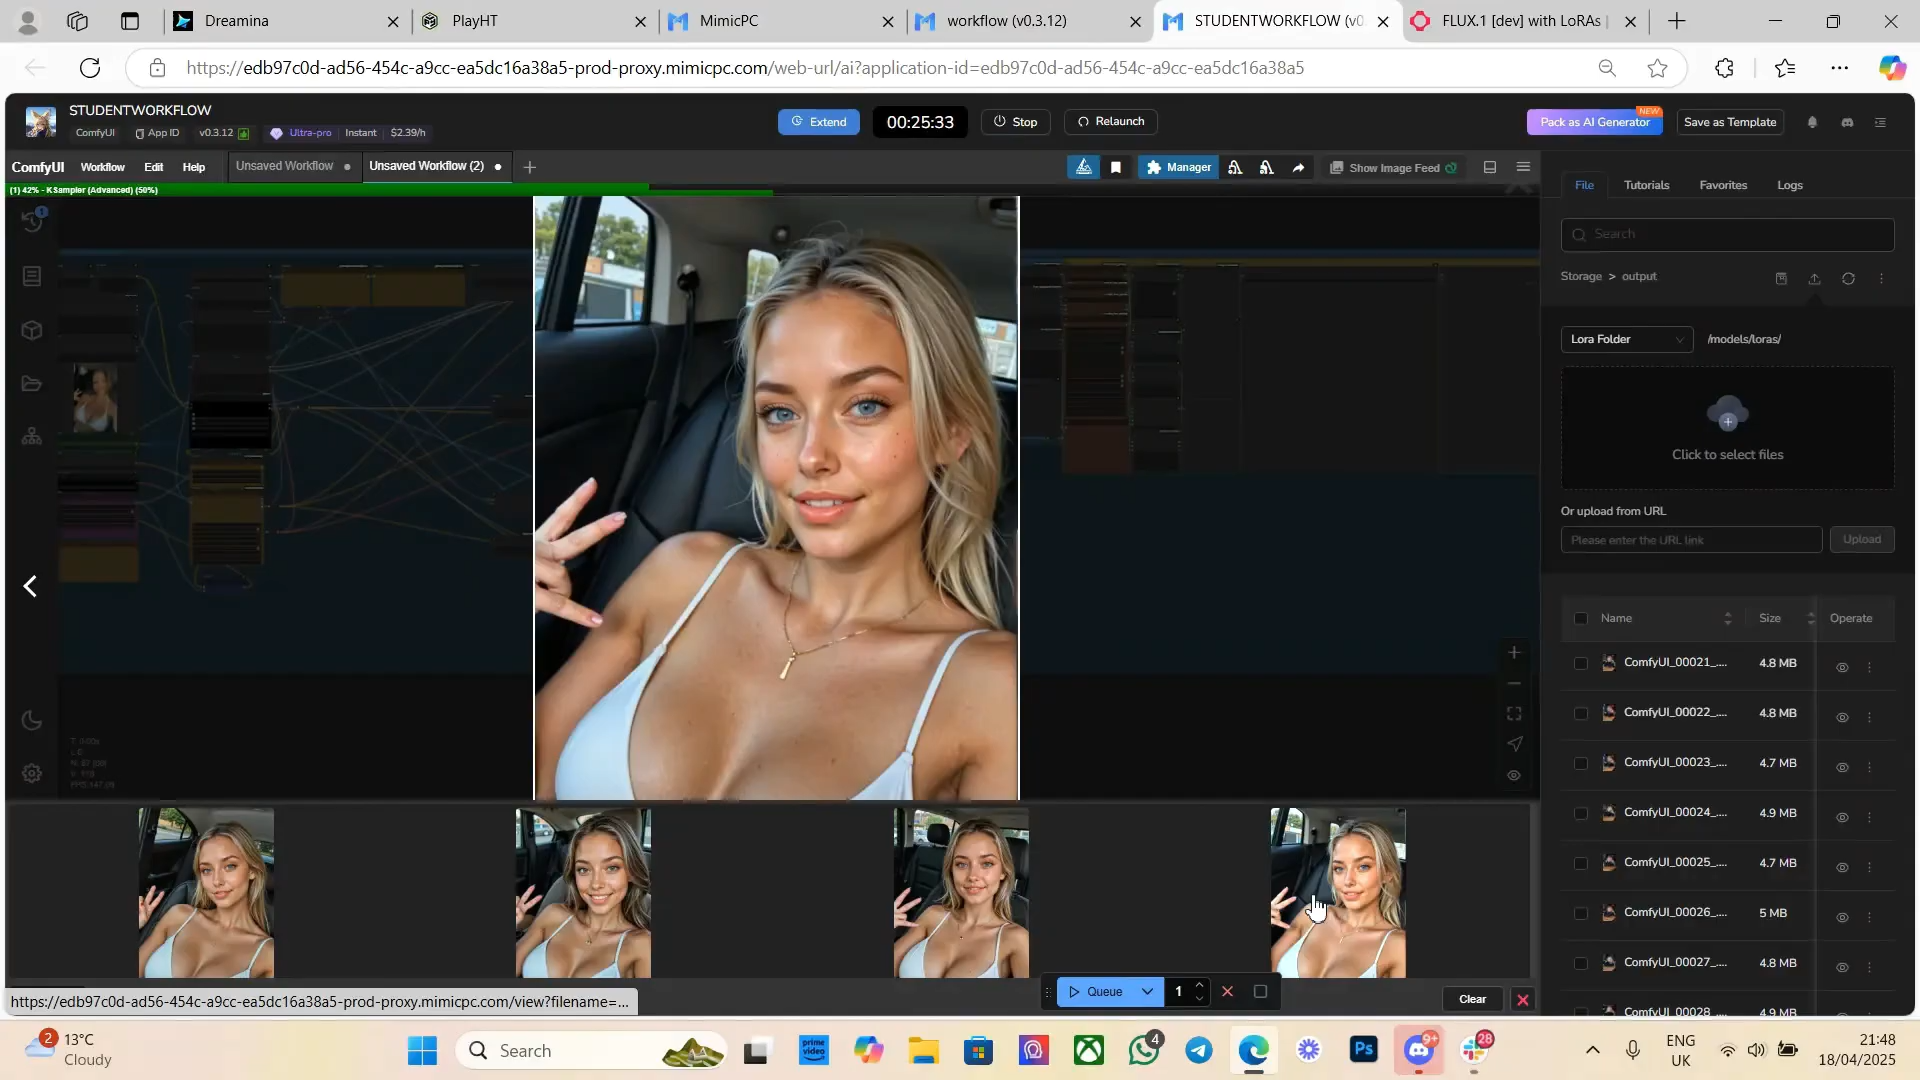 Dreamina
PlayHT
MimicPC
workflow (v0.3.12)
STUDENTWORKFLOW (v0
FLUX.1 [dev] with LoRAs
https://edb97c0d-ad56-454c-a9cc-ea5dc16a38a5-prod-proxy.mimicpc.com/web-url/ai?application-id=edb97c0d-ad56-454c-a9cc-ea5dc16a38a5
STUDENTWORKFLOW
ComfyUI App ID v0.3.12 Ultra-pro Instant $2.39/h
Extend 00:25:33 Stop Relaunch
NEW
Pack as AI Generator Save as Template
ComfyUI Workflow Edit Help Unsaved Workflow Unsaved Workflow (2)
Manager Show Image Feed
(1) 42% - KSampler (Advanced) (50%)
File Tutorials Favorites Logs
Search
Storage > output
Lora Folder /models/loras/
Click to select files
Or upload from URL
Please enter the URL link Upload
Name Size Operate
ComfyUI_00021_... 4.8 MB
ComfyUI_00022_... 4.8 MB
ComfyUI_00023_... 4.7 MB
ComfyUI_00024_... 4.9 MB
ComfyUI_00025_... 4.7 MB
ComfyUI_00026_... 5 MB
ComfyUI_00027_... 4.8 MB
ComfyUI_00028_... 4.9 MB
1
Queue 1
Clear
https://edb97c0d-ad56-454c-a9cc-ea5dc16a38a5-prod-proxy.mimicpc.com/view?filename=...
2
13°C
Cloudy
Search
prime video
4
Ps
9+
28
ENG
UK
21:48
18/04/2025